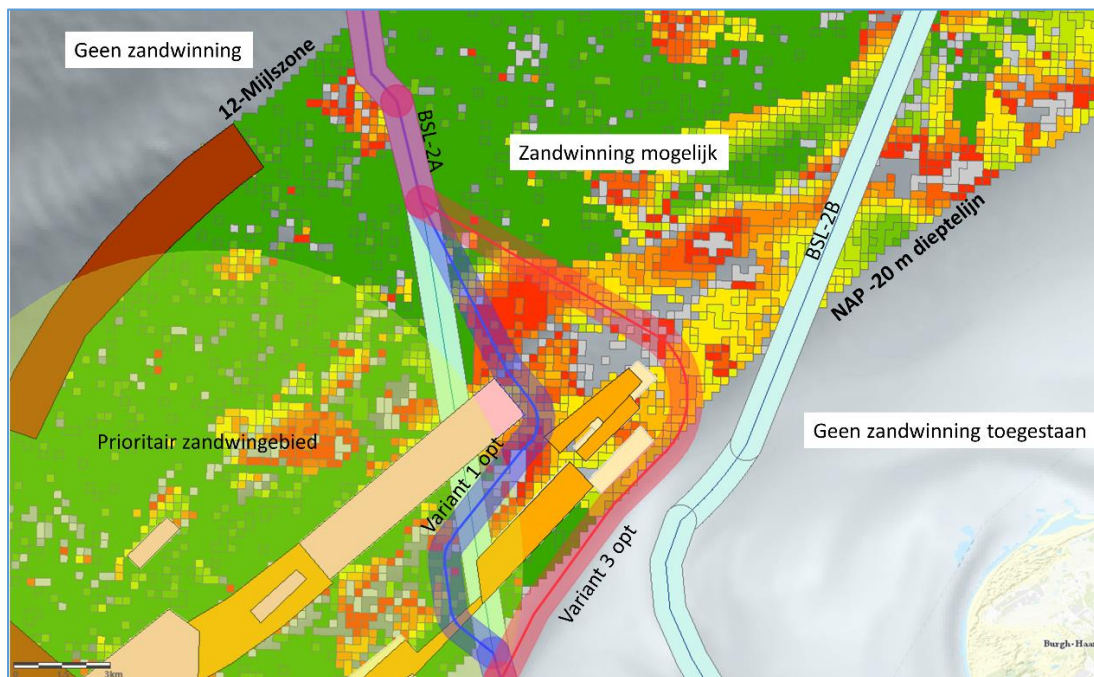 Geen zandwinning
12-Mijlszone
BSL-2A
Zandwinning mogelijk
BSL-2B
NAP -20 m dieptelijn
Prioritair zandwingebied
Variant 1 opt
Geen zandwinning toegestaan
Variant 3 opt
Burgh-Haam
3km